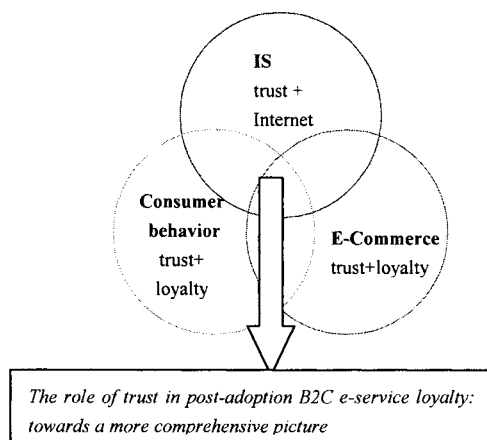 IS
trust +
Internet
Consumer
behavior
trust+
loyalty
E-Commerce
trust+loyalty
The role of trust in post-adoption B2C e-service loyalty:
towards a more comprehensive picture